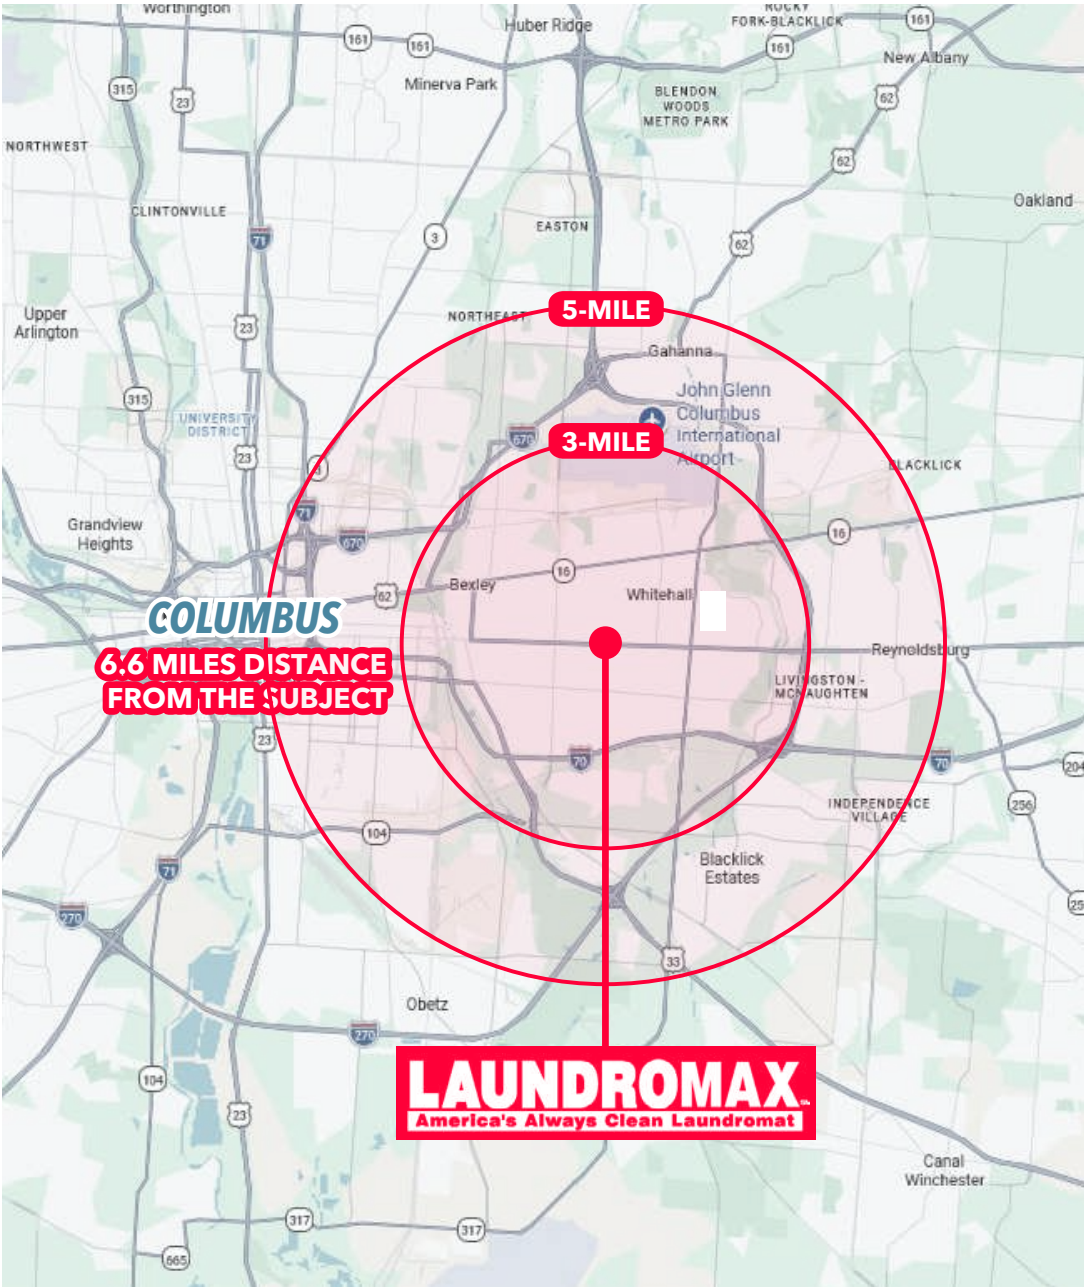 Worthington
ROCKY
FORK-BLACKLICK
161
Huber Ridge
161
161
161
New Albany
Minerva Park
315
23
BLENDON
WOODS
METRO PARK
62
NORTHWEST
62
Oakland
CLINTONVILLE
EASTON
71
3
62
Upper
Arlington
5-MILE
NORTHEAST
23
Gahanna
315
John Glenn
Columbus
International
Airport
UNIVERSITY
DISTRICT
670
3-MILE
23
3
BLACKLICK
71
Grandview
Heights
670
16
16
Bexley
62
Whitehall
COLUMBUS
6.6 MILES DISTANCE
FROM THE SUBJECT
Reynoldsburg
LIVINGSTON -
MCNAUGHTEN
23
70
70
204
INDEPENDENCE
VILLAGE
256
104
71
Blacklick
Estates
270
33
Obetz
270
LAUNDROMAX
America's Always Clean Laundromat
104
23
Canal
Winchester
317
317
665